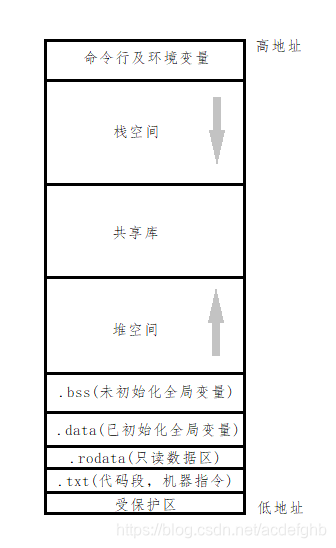 高地址
命令行及环境变量
栈空间
共享库
堆空间
.bss(未初始化全局变量)
.data(已初始化全局变量)
.rodata(只读数据区)
.txt(代码段，机器指令)
受保护区
低地址
https://blog.csdn.net/acdefghb